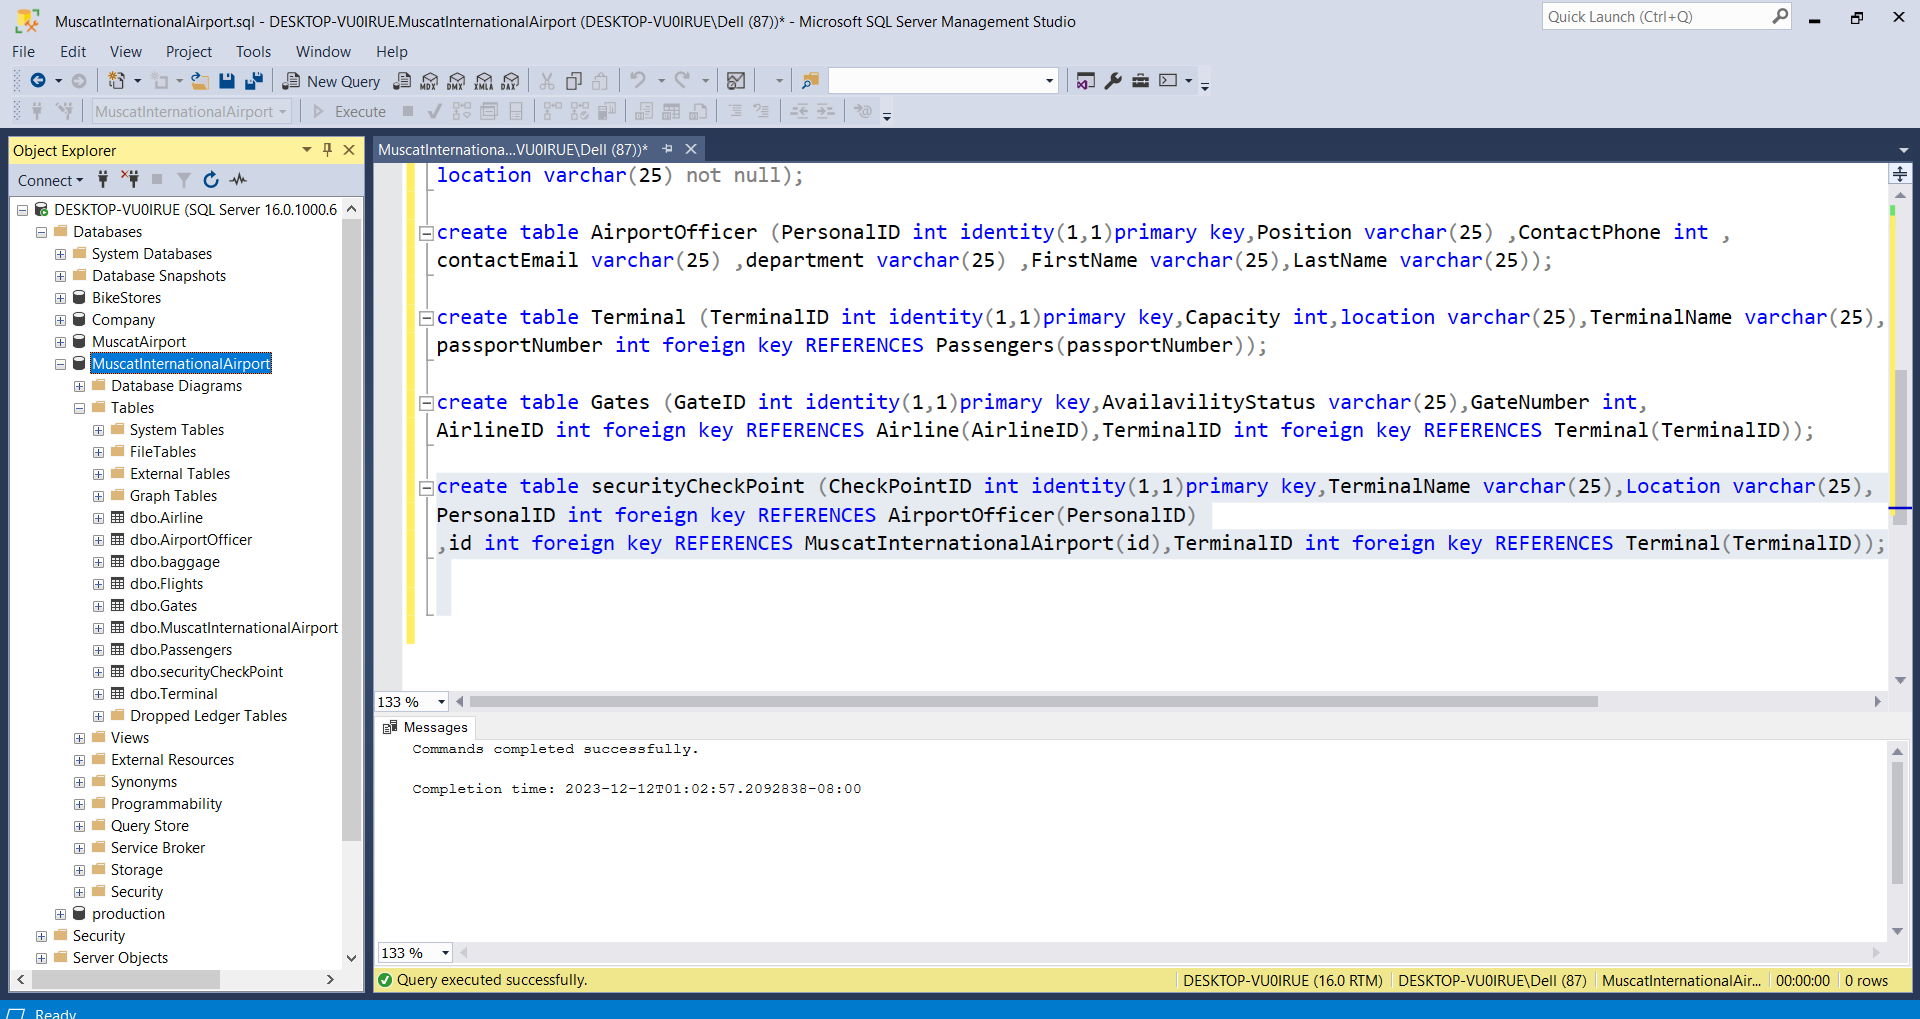 MuscatInternationalAirport.sql - DESKTOP-VU0IRUE.MuscatInternationalAirport (DESKTOP-VU0IRUE\Dell (87))* - Microsoft SQL Server Management Studio
Quick Launch (Ctrl+Q)
File Edit View Project Tools Window Help
New Query MDX DMX XMLA DAX
MuscatInternationalAirport Execute
Object Explorer
Connect
DESKTOP-VU0IRUE (SQL Server 16.0.1000.6
Databases
System Databases
Database Snapshots
BikeStores
Company
MuscatAirport
MuscatInternationalAirport
Database Diagrams
Tables
System Tables
FileTables
External Tables
Graph Tables
dbo.Airline
dbo.AirportOfficer
dbo.baggage
dbo.Flights
dbo.Gates
dbo.MuscatInternationalAirport
dbo.Passengers
dbo.securityCheckPoint
dbo.Terminal
Dropped Ledger Tables
Views
External Resources
Synonyms
Programmability
Query Store
Service Broker
Storage
Security
production
Security
Server Objects
MuscatInternationa...VU0IRUE\Dell (87))*
location varchar(25) not null);
create table AirportOfficer (PersonalID int identity(1,1)primary key,Position varchar(25) ,ContactPhone int ,
contactEmail varchar(25) ,department varchar(25) ,FirstName varchar(25),LastName varchar(25));
create table Terminal (TerminalID int identity(1,1)primary key,Capacity int,location varchar(25),TerminalName varchar(25),
passportNumber int foreign key REFERENCES Passengers(passportNumber));
create table Gates (GateID int identity(1,1)primary key,AvailavilityStatus varchar(25),GateNumber int,
AirlineID int foreign key REFERENCES Airline(AirlineID),TerminalID int foreign key REFERENCES Terminal(TerminalID));
create table securityCheckPoint (CheckPointID int identity(1,1)primary key,TerminalName varchar(25),Location varchar(25),
PersonalID int foreign key REFERENCES AirportOfficer(PersonalID)
,id int foreign key REFERENCES MuscatInternationalAirport(id),TerminalID int foreign key REFERENCES Terminal(TerminalID));
133 %
Messages
Commands completed successfully.
Completion time: 2023-12-12T01:02:57.2092838-08:00
133 %
Query executed successfully. DESKTOP-VU0IRUE (16.0 RTM) DESKTOP-VU0IRUE\Dell (87) MuscatInternationalAir... 00:00:00 0 rows
Ready